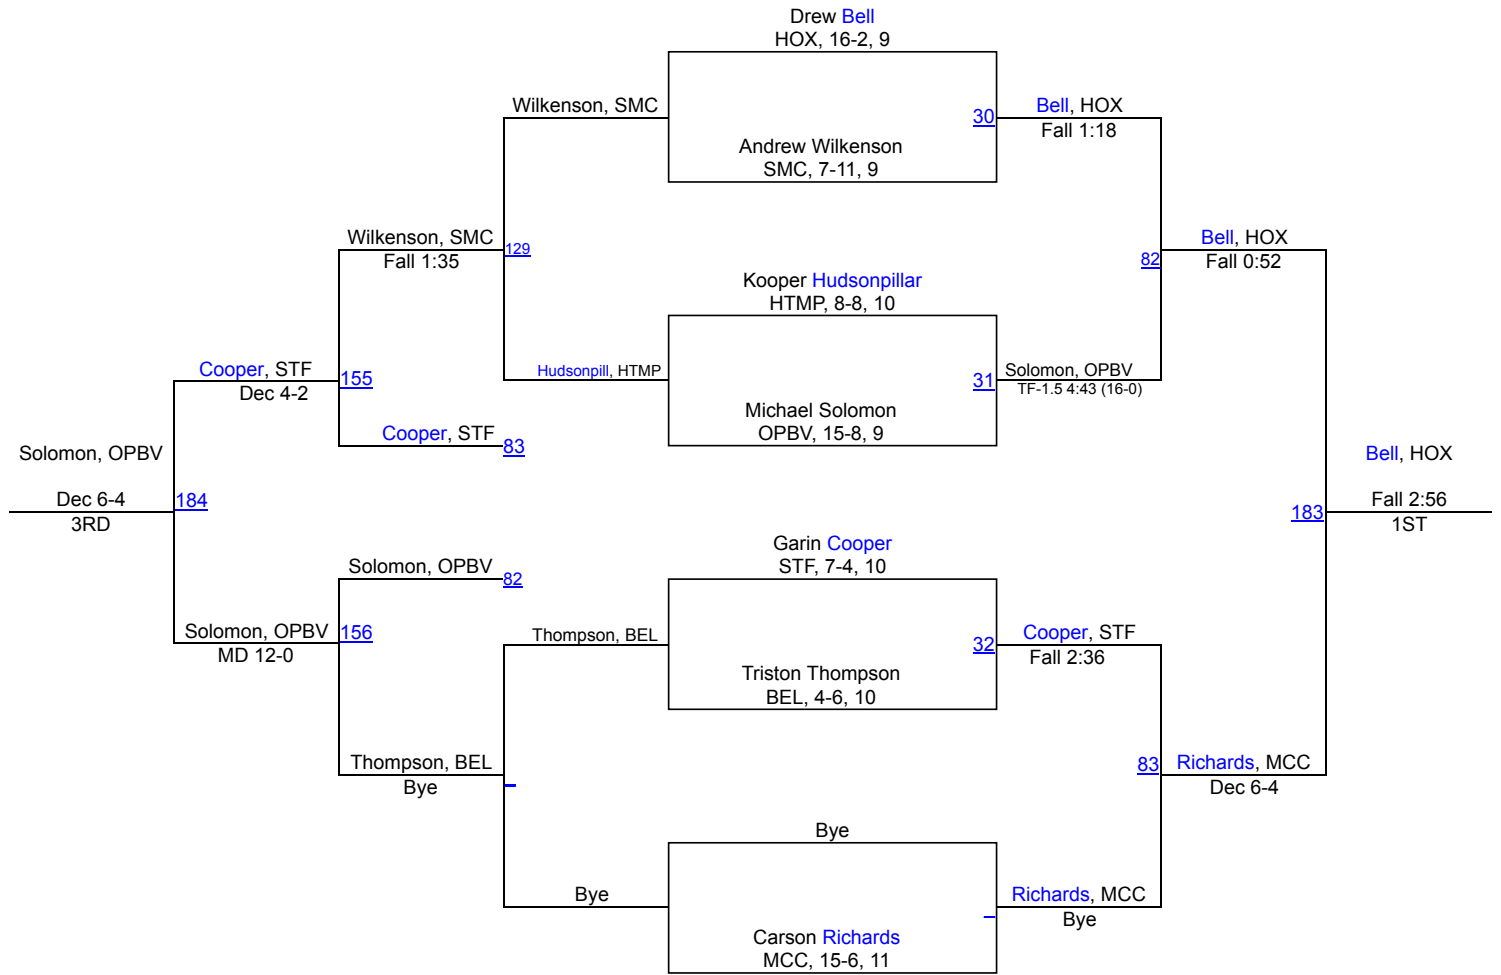 Drew Bell
HOX, 16-2, 9
Wilkenson, SMC
30
Bell, HOX
Fall 1:18
Andrew Wilkenson
SMC, 7-11, 9
Wilkenson, SMC
Fall 1:35
129
82
Bell, HOX
Fall 0:52
Kooper Hudsonpillar
HTMP, 8-8, 10
Cooper, STF
Dec 4-2
155
Hudsonpill, HTMP
31
Solomon, OPBV
TF-1.5 4:43 (16-0)
Michael Solomon
OPBV, 15-8, 9
Cooper, STF
83
Solomon, OPBV
Dec 6-4
3RD
184
183
Bell, HOX
Fall 2:56
1ST
Garin Cooper
STF, 7-4, 10
Solomon, OPBV
82
Solomon, OPBV
MD 12-0
156
Thompson, BEL
32
Cooper, STF
Fall 2:36
Triston Thompson
BEL, 4-6, 10
Thompson, BEL
Bye
83
Richards, MCC
Dec 6-4
Bye
Bye
Richards, MCC
Bye
Carson Richards
MCC, 15-6, 11